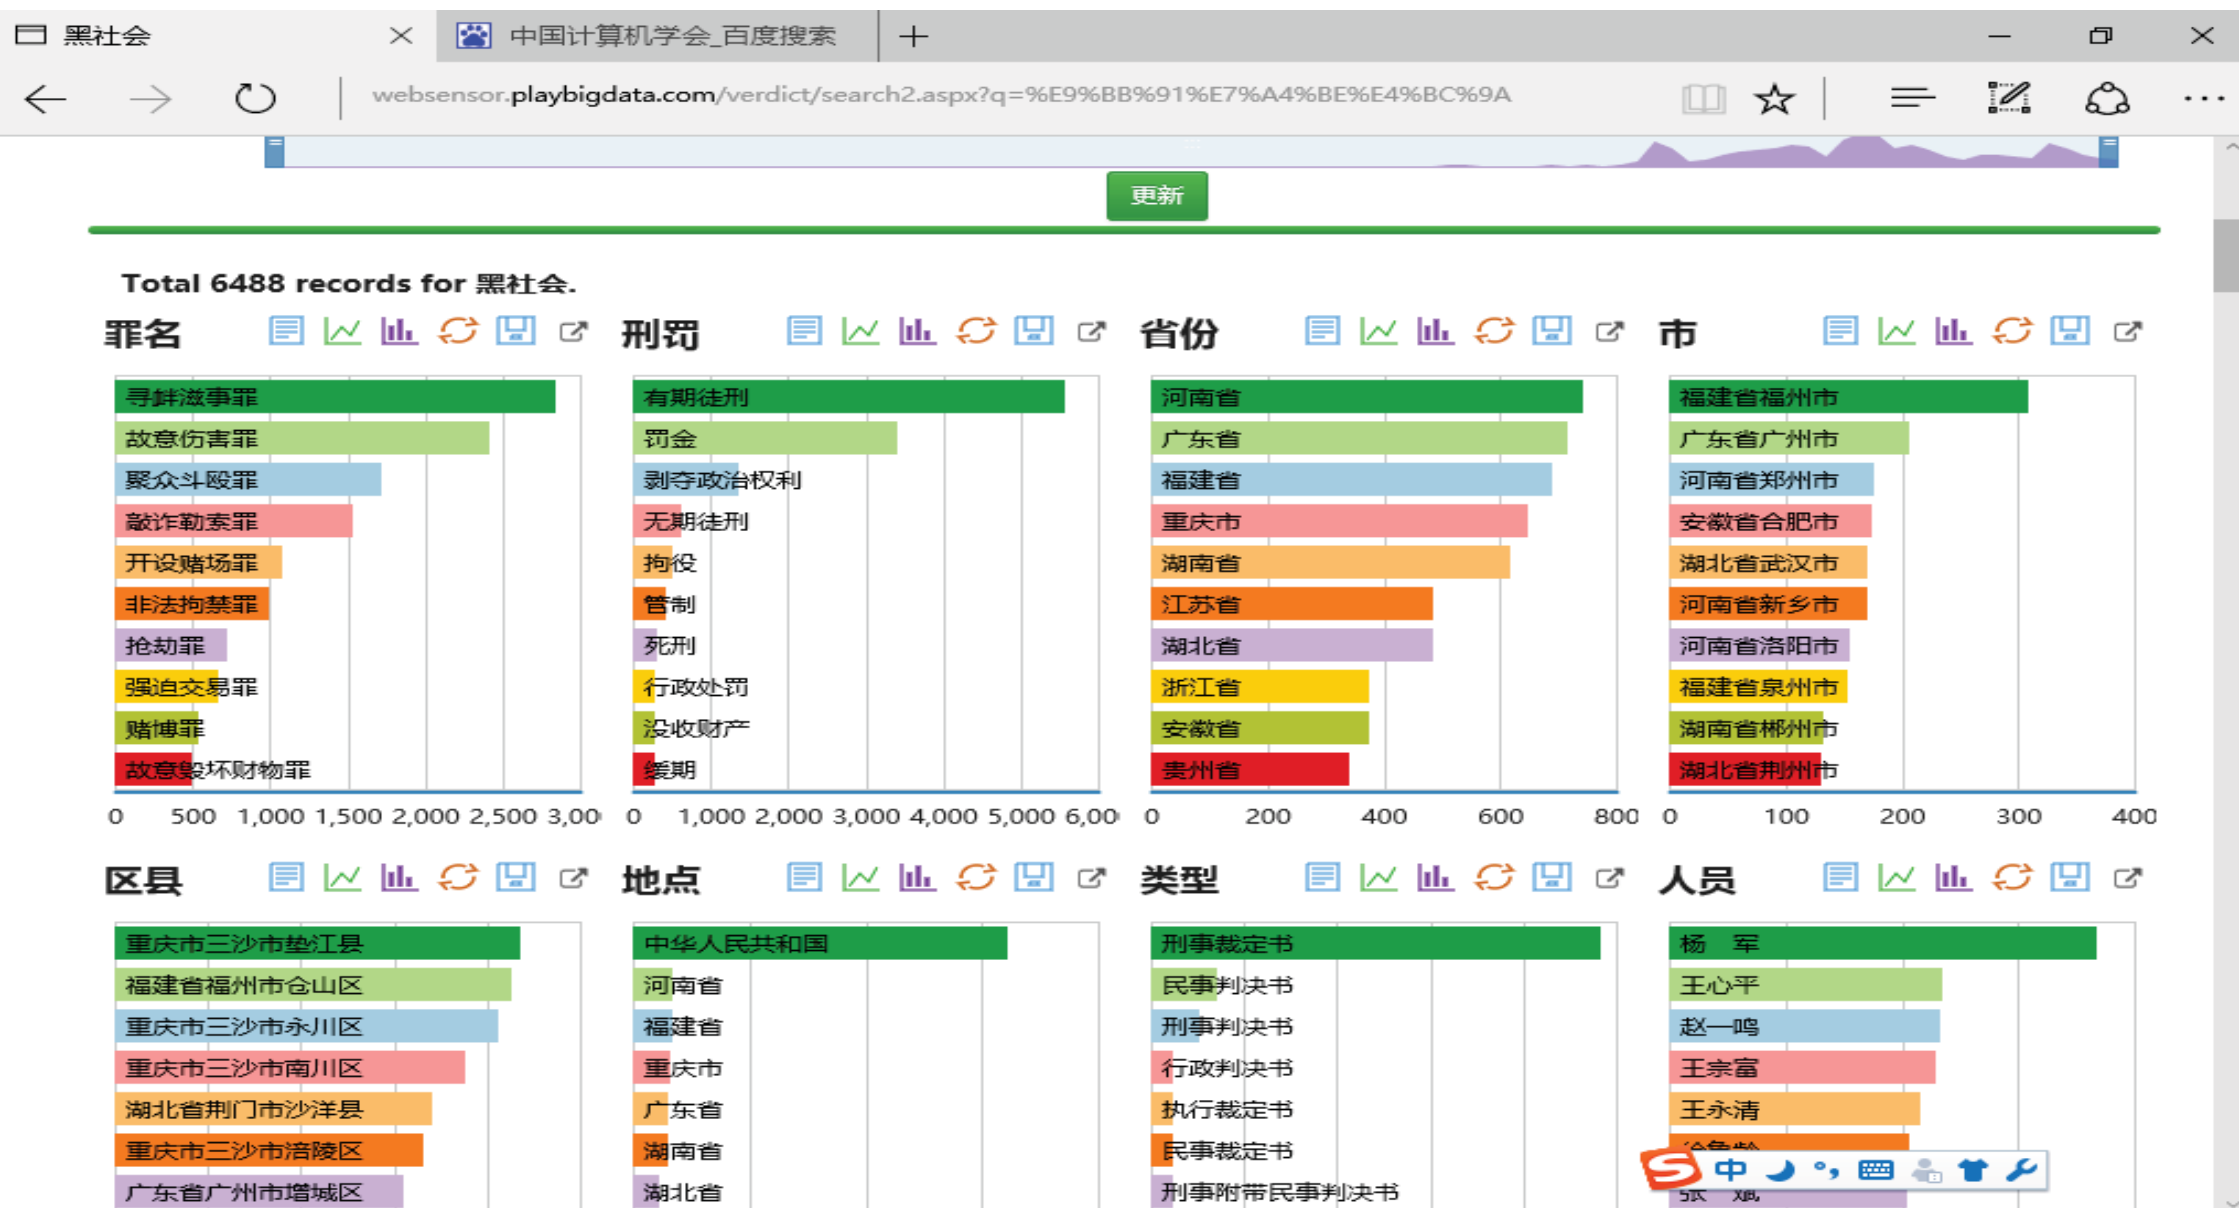 黑社会
中国计算机学会_百度搜索
websensor.playbigdata.com/verdict/search2.aspx?q=%E9%BB%91%E7%A4%BE%E4%BC%9A
更新
Total 6488 records for 黑社会.
罪名
寻衅滋事罪
故意伤害罪
聚众斗殴罪
敲诈勒索罪
开设赌场罪
非法拘禁罪
抢劫罪
强迫交易罪
赌博罪
故意毁坏财物罪
0 500 1,000 1,500 2,000 2,500 3,00
刑罚
有期徒刑
罚金
剥夺政治权利
无期徒刑
拘役
管制
死刑
行政处罚
没收财产
缓期
0 1,000 2,000 3,000 4,000 5,000 6,00
省份
河南省
广东省
福建省
重庆市
湖南省
江苏省
湖北省
浙江省
安徽省
贵州省
0 200 400 600 800
市
福建省福州市
广东省广州市
河南省郑州市
安徽省合肥市
湖北省武汉市
河南省新乡市
河南省洛阳市
福建省泉州市
湖南省郴州市
湖北省荆州市
0 100 200 300 400
区县
重庆市三沙市垫江县
福建省福州市仓山区
重庆市三沙市永川区
重庆市三沙市南川区
湖北省荆门市沙洋县
重庆市三沙市涪陵区
广东省广州市增城区
地点
中华人民共和国
河南省
福建省
重庆市
广东省
湖南省
湖北省
类型
刑事裁定书
民事判决书
刑事判决书
行政判决书
执行裁定书
民事裁定书
刑事附带民事判决书
人员
杨 军
王心平
赵一鸣
王宗富
王永清
中